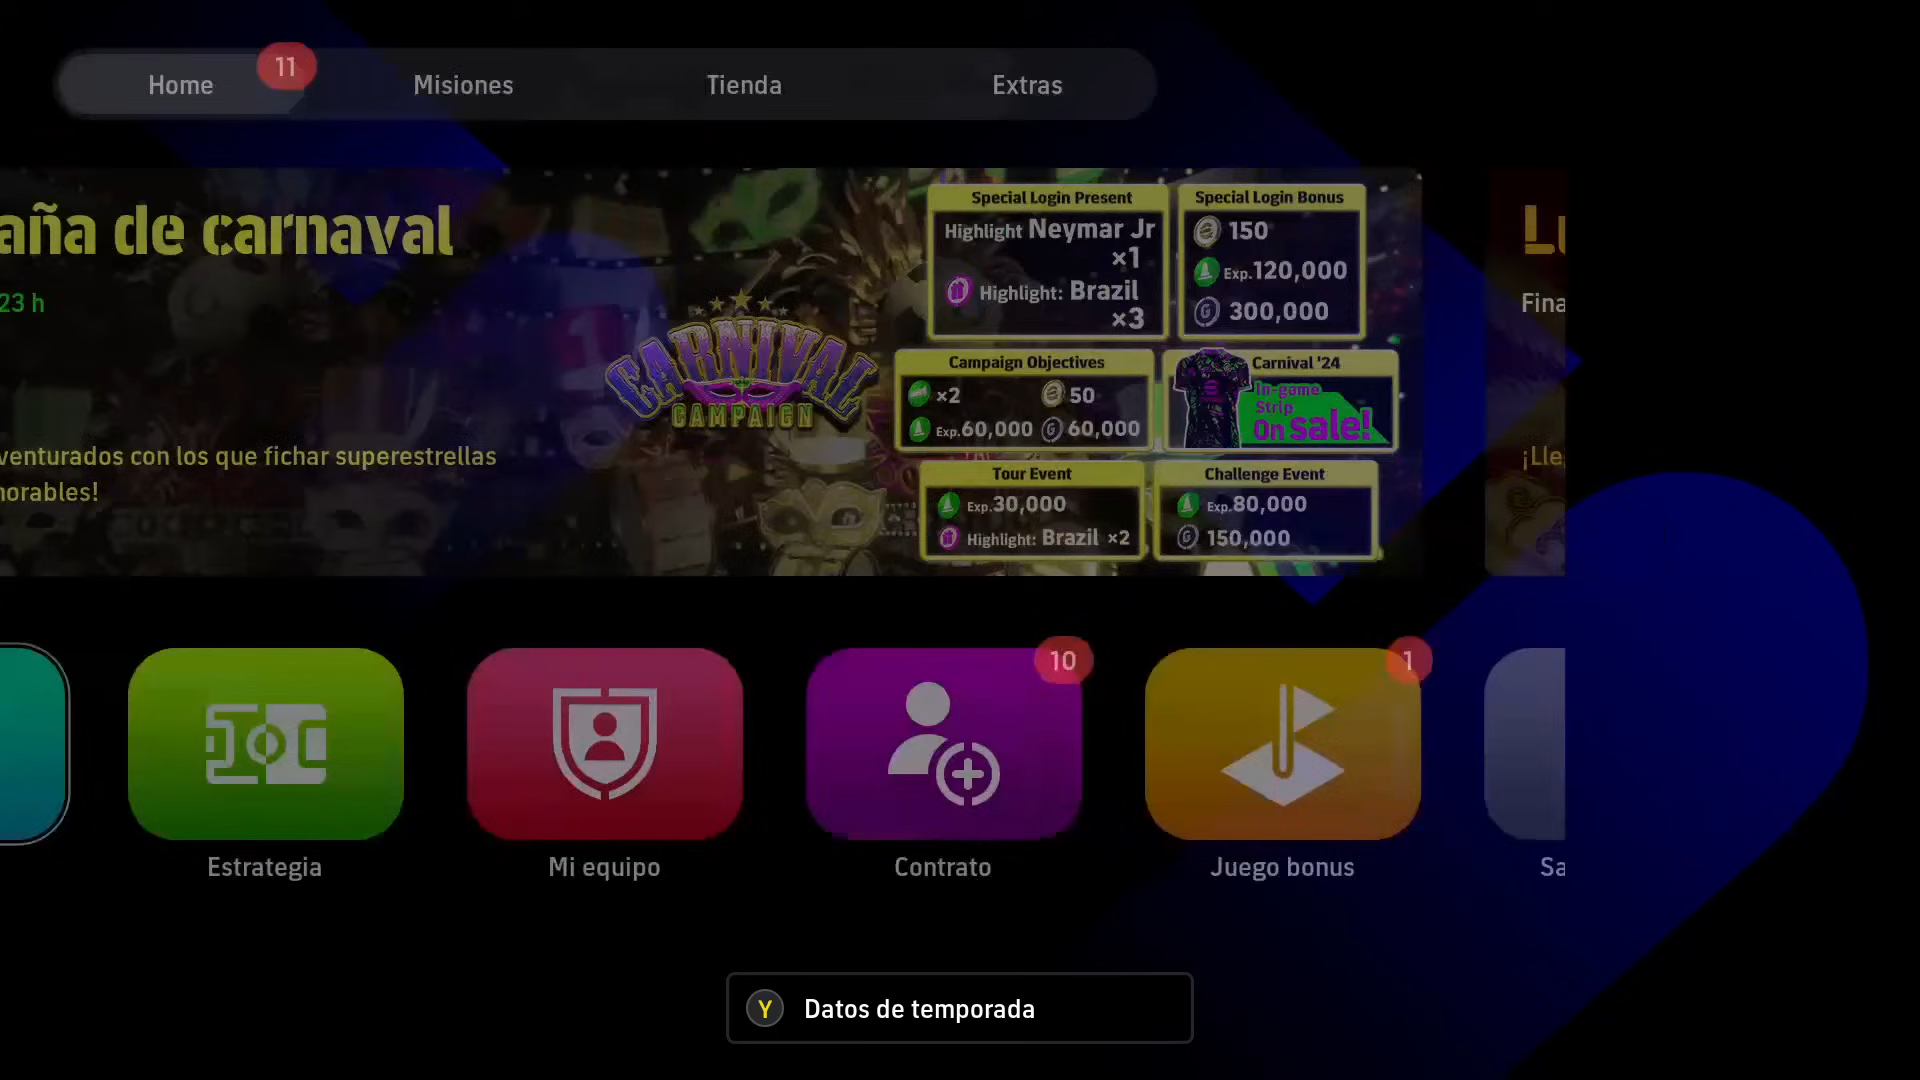 Home
11
Misiones
Tienda
Extras
aña de carnaval
23 h
venturados con los que fichar superestrellas
norables!
CARNIVAL
CAMPAIGN
Special Login Present
Highlight Neymar Jr
×1
Highlight: Brazil
×3
Special Login Bonus
150
Exp.120,000
300,000
Campaign Objectives
×2
50
Exp.60,000
60,000
Carnival '24
In-game
Strip
On sale!
Tour Event
Exp.30,000
Highlight: Brazil ×2
Challenge Event
Exp.80,000
150,000
Lu
Fina
¡Lle
Estrategia
Mi equipo
10
Contrato
1
Juego bonus
Sa
Y
Datos de temporada